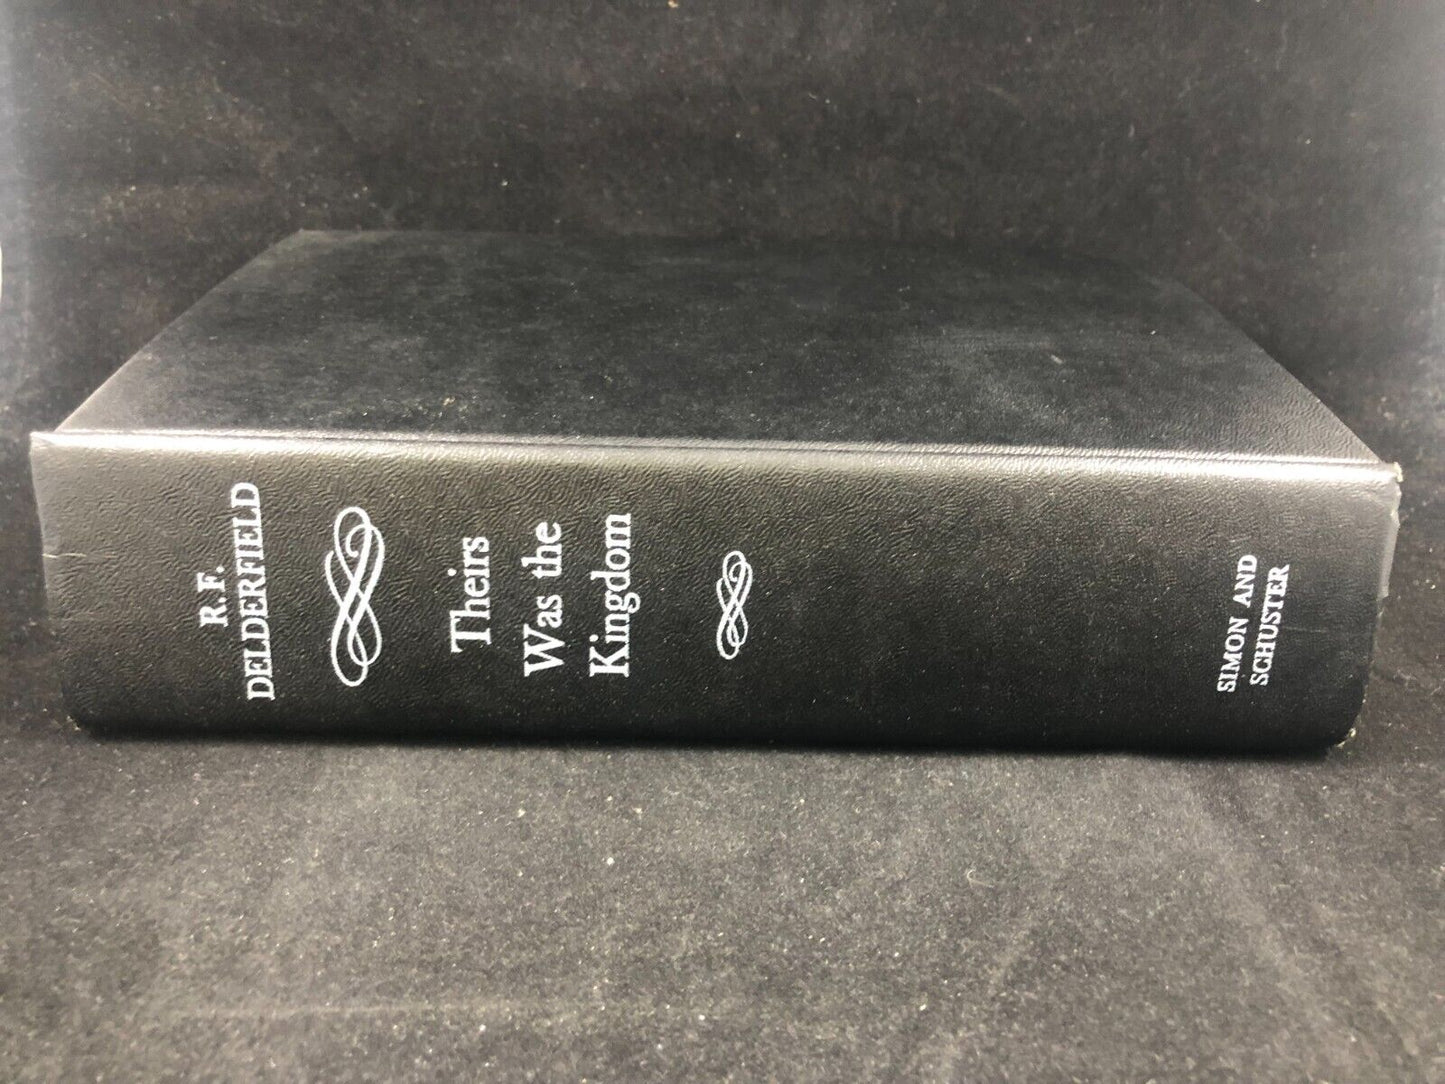 R.F.
DELDERFIELD
Theirs
Was the
Kingdom
SIMON AND
SCHUSTER